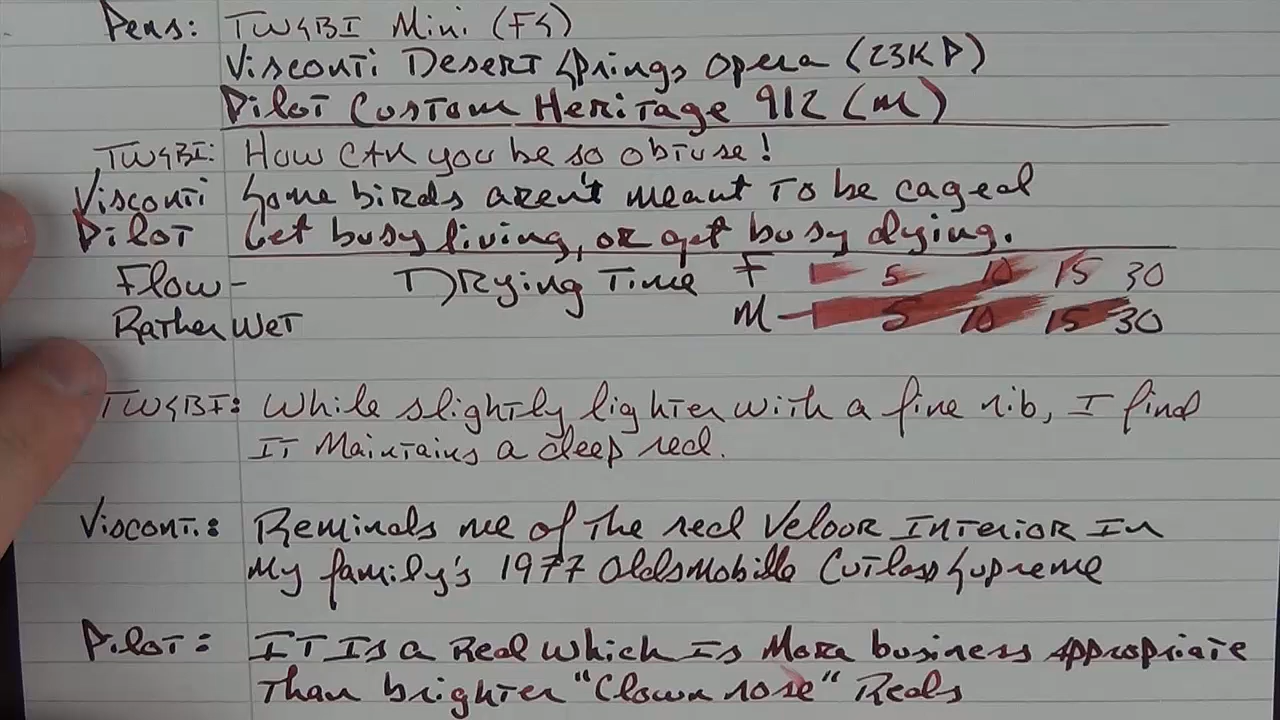 Pens: TWSBI Mini (F)
Visconti Desert Springs Opera (23K P)
Pilot Custom Heritage 912 (M)
TWSBI: How can you be so obtuse!
Visconti Some birds aren't meant to be caged
Pilot Get busy living, or get busy dying.
Flow - Drying Time F 5 10 15 30
Rather Wet M 5 10 15 30
TWSBI: While slightly lighter with a fine nib, I find
It Maintains a deep red.
Visconti: Reminds me of the red Velour Interior In
My family's 1977 Oldsmobile Cutlass Supreme
Pilot: It Is a Red which Is More business appropriate
Than brighter "Clown nose" Reds